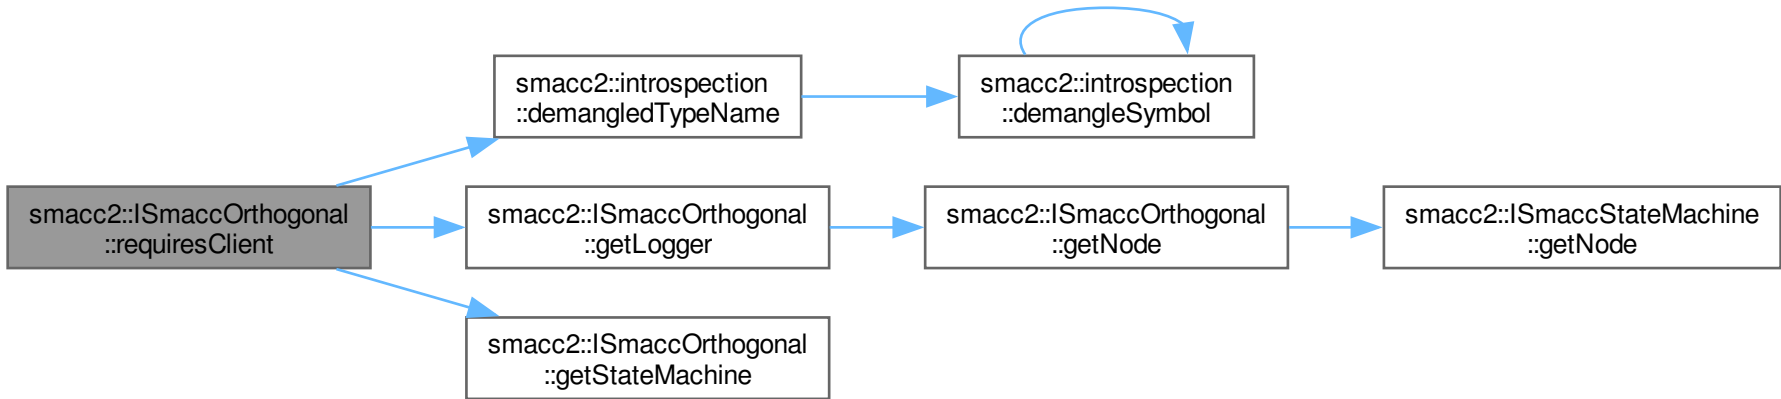 smacc2::introspection
::demangledTypeName
smacc2::introspection
::demangleSymbol
smacc2::ISmaccOrthogonal
::requiresClient
smacc2::ISmaccOrthogonal
::getLogger
smacc2::ISmaccOrthogonal
::getNode
smacc2::ISmaccStateMachine
::getNode
smacc2::ISmaccOrthogonal
::getStateMachine